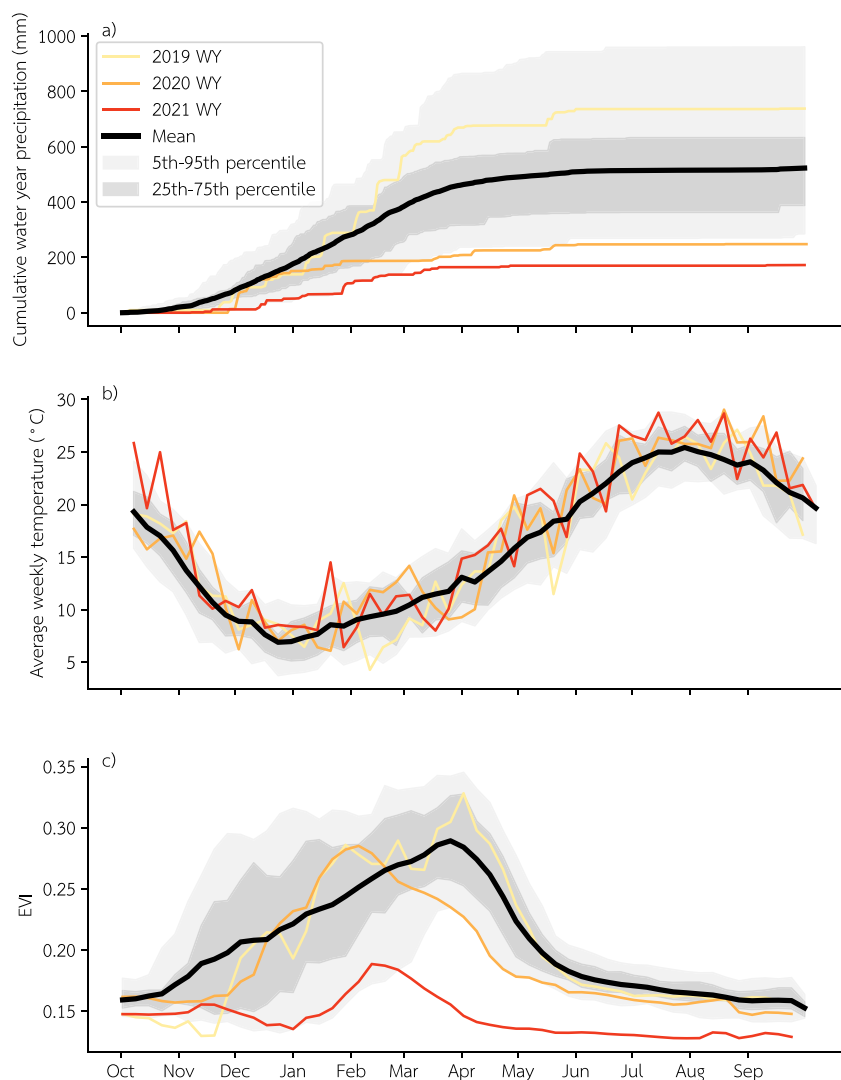 a)
Cumulative water year precipitation (mm)
1000
800
600
400
200
0
2019 WY
2020 WY
2021 WY
Mean
5th-95th percentile
25th-75th percentile
b)
Average weekly temperature (°C)
30
25
20
15
10
5
c)
EVI
0.35
0.30
0.25
0.20
0.15
Oct Nov Dec Jan Feb Mar Apr May Jun Jul Aug Sep